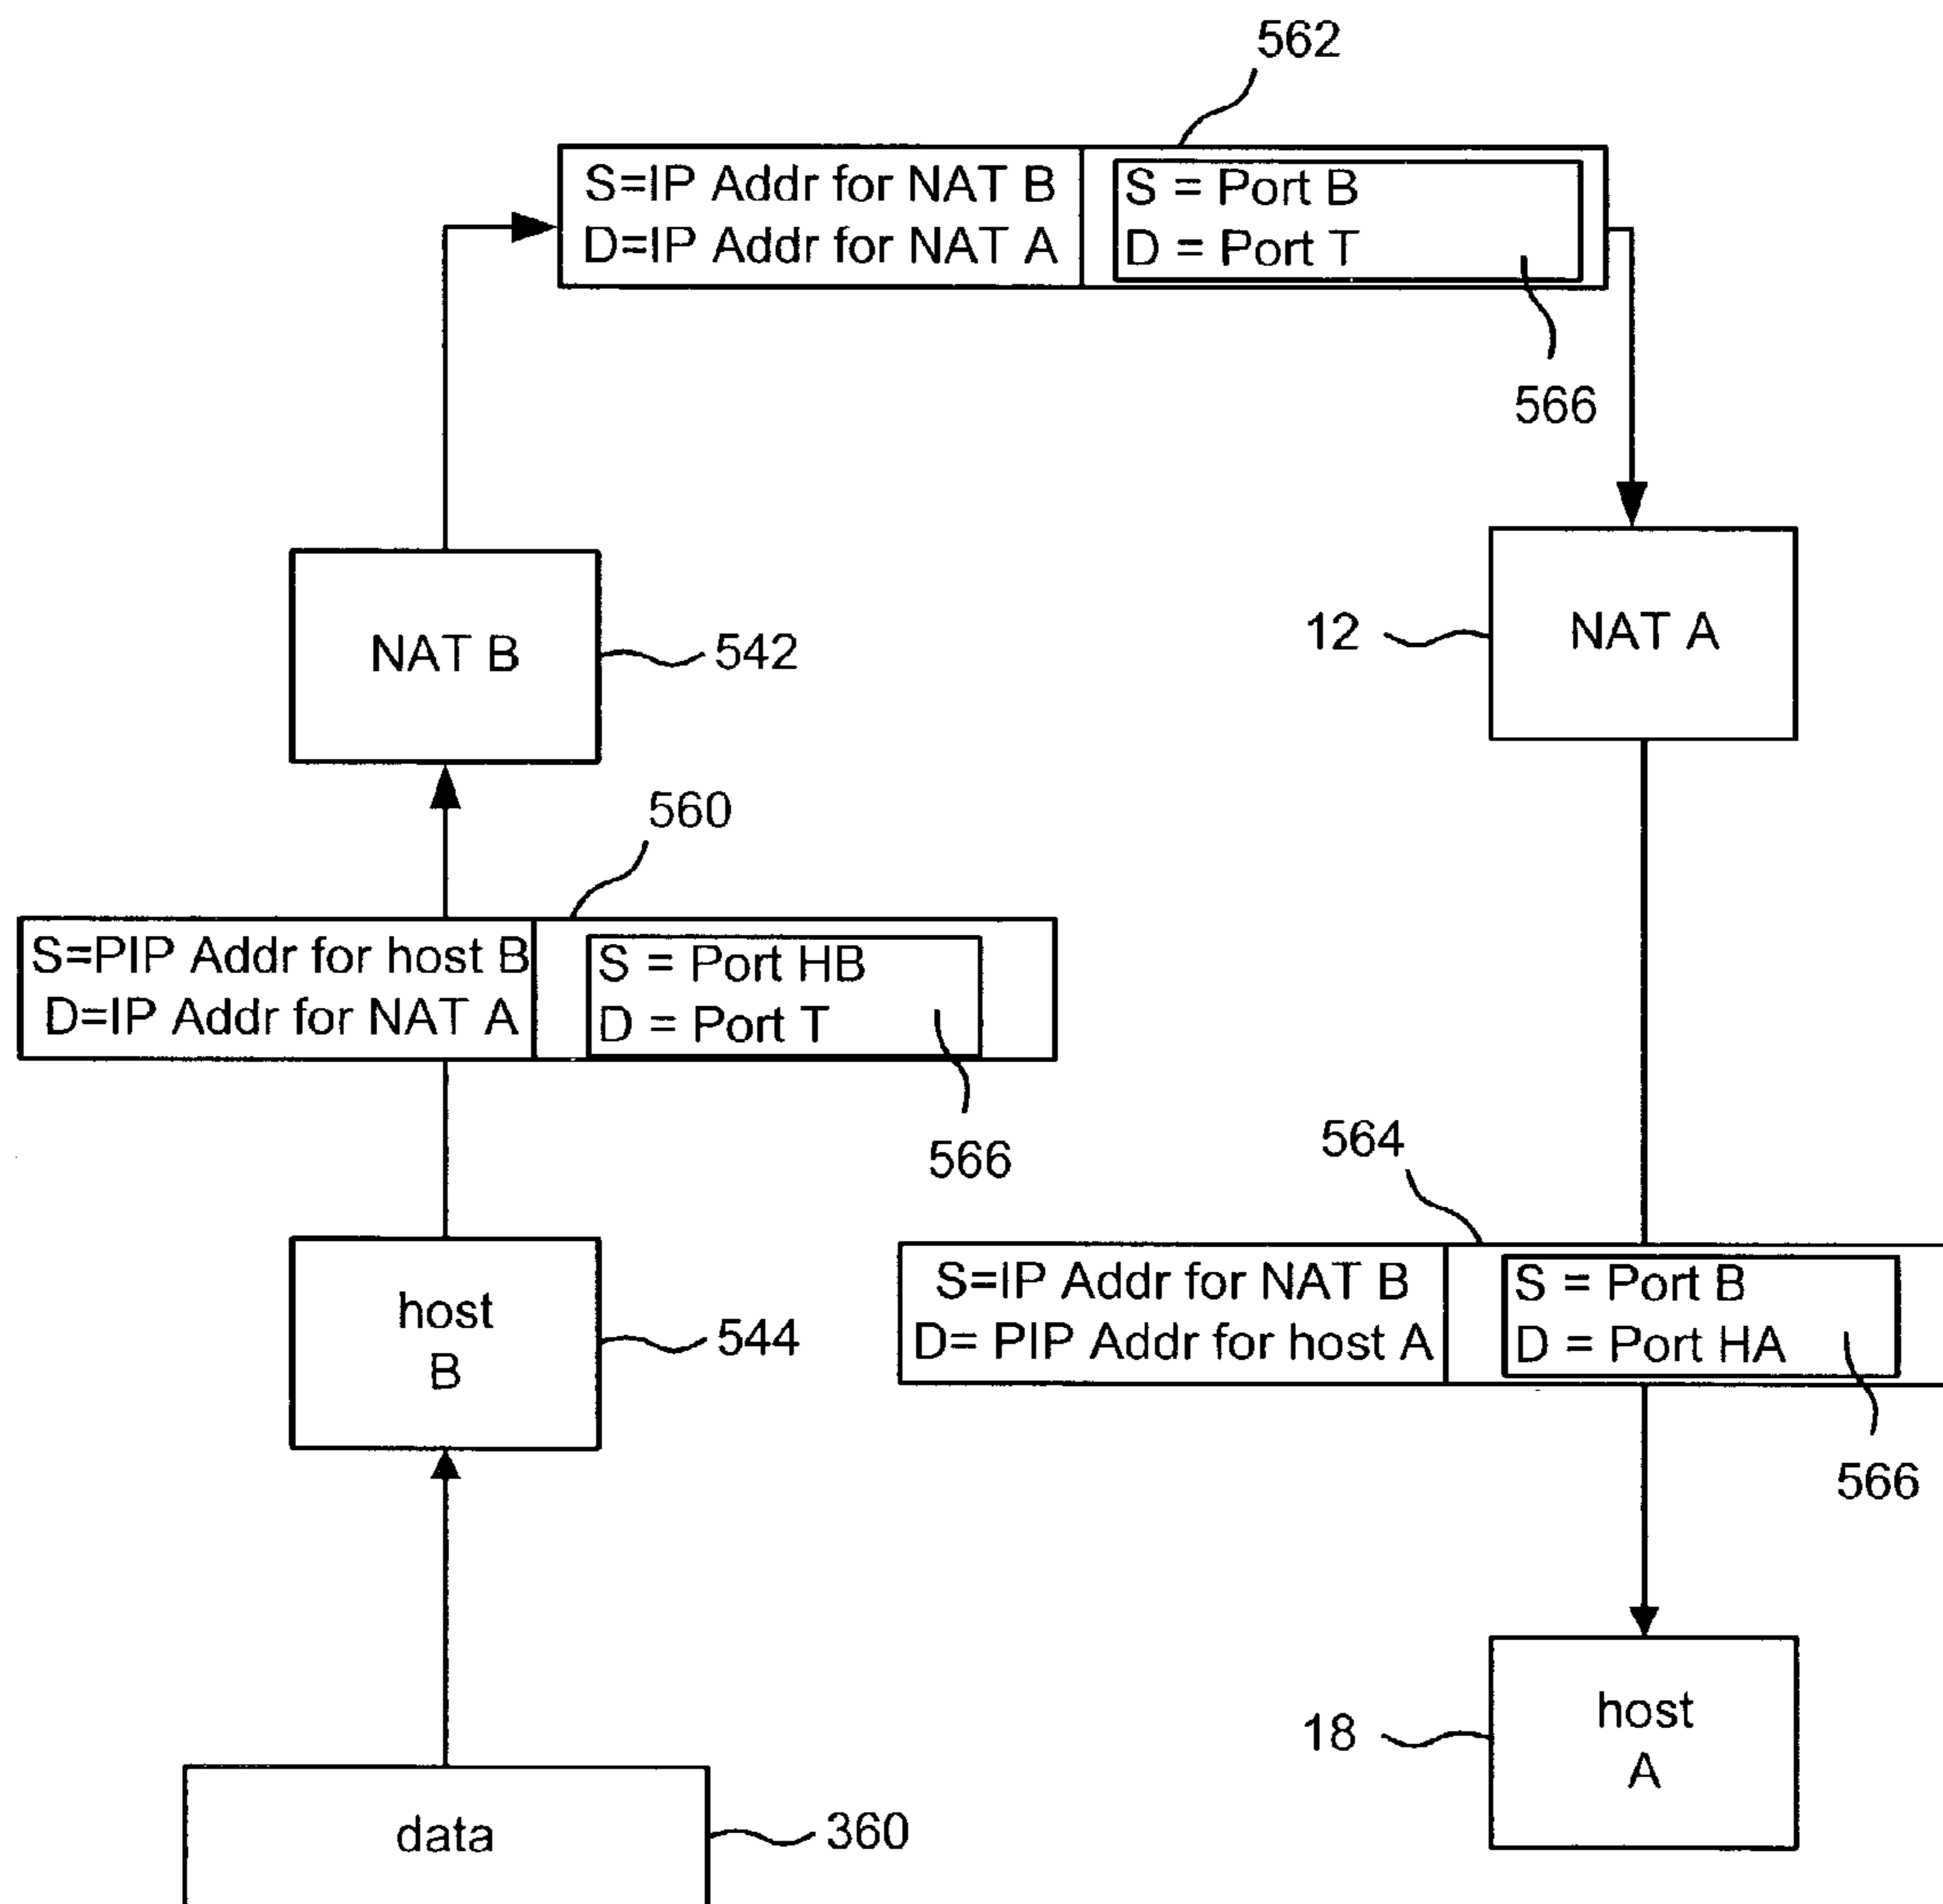 562
S=IP Addr for NAT B
D=IP Addr for NAT A
S = Port B
D = Port T
566
NAT B
542
12
NAT A
560
S=PIP Addr for host B
D=IP Addr for NAT A
S = Port HB
D = Port T
566
564
S=IP Addr for NAT B
D= PIP Addr for host A
S = Port B
D = Port HA
566
host
B
544
18
host
A
data
360